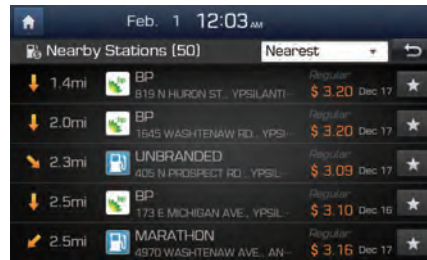 Feb. 1 12:03 AM
Nearby Stations (50) Nearest
1.4mi BP Regular
819 N HURON ST., YPSILANTI··· $ 3.20 Dec 17
2.0mi BP Regular
1645 WASHTENAW RD., YPSI··· $ 3.20 Dec 17
2.3mi UNBRANDED Regular
405 N PROSPECT RD., YPSIL··· $ 3.09 Dec 17
2.5mi BP Regular
173 E MICHIGAN AVE., YPSIL··· $ 3.10 Dec 16
2.5mi MARATHON Regular
4970 WASHTENAW AVE., AN··· $ 3.16 Dec 17